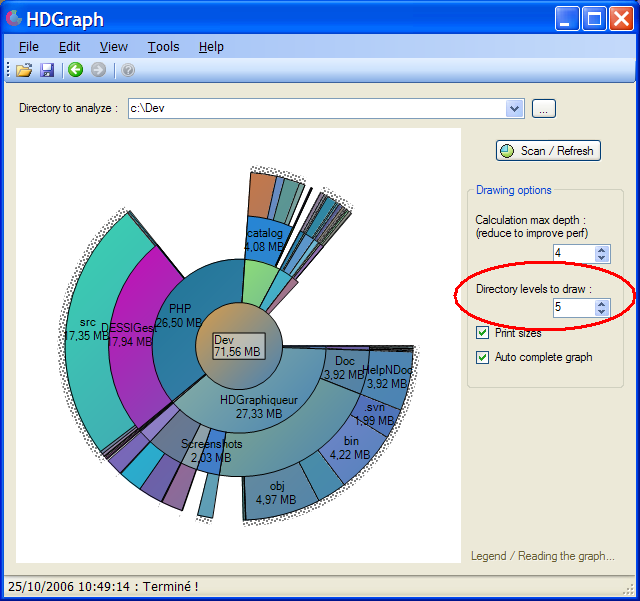 HDGraph
File Edit View Tools Help
Directory to analyze : c:\Dev ...
Scan / Refresh
Drawing options
Calculation max depth :
(reduce to improve perf)
4
Directory levels to draw :
5
Print sizes
Auto complete graph
catalog
4,08 MB
PHP
26,50 MB
src
17,35 MB
DESSIGest
17,94 MB
Dev
71,56 MB
Doc
3,92 MB
HelpNDoc
3,92 MB
HDGraphiqueur
27,33 MB
.svn
1,99 MB
Screenshots
2,03 MB
bin
4,22 MB
obj
4,97 MB
Legend / Reading the graph...
25/10/2006 10:49:14 : Terminé !